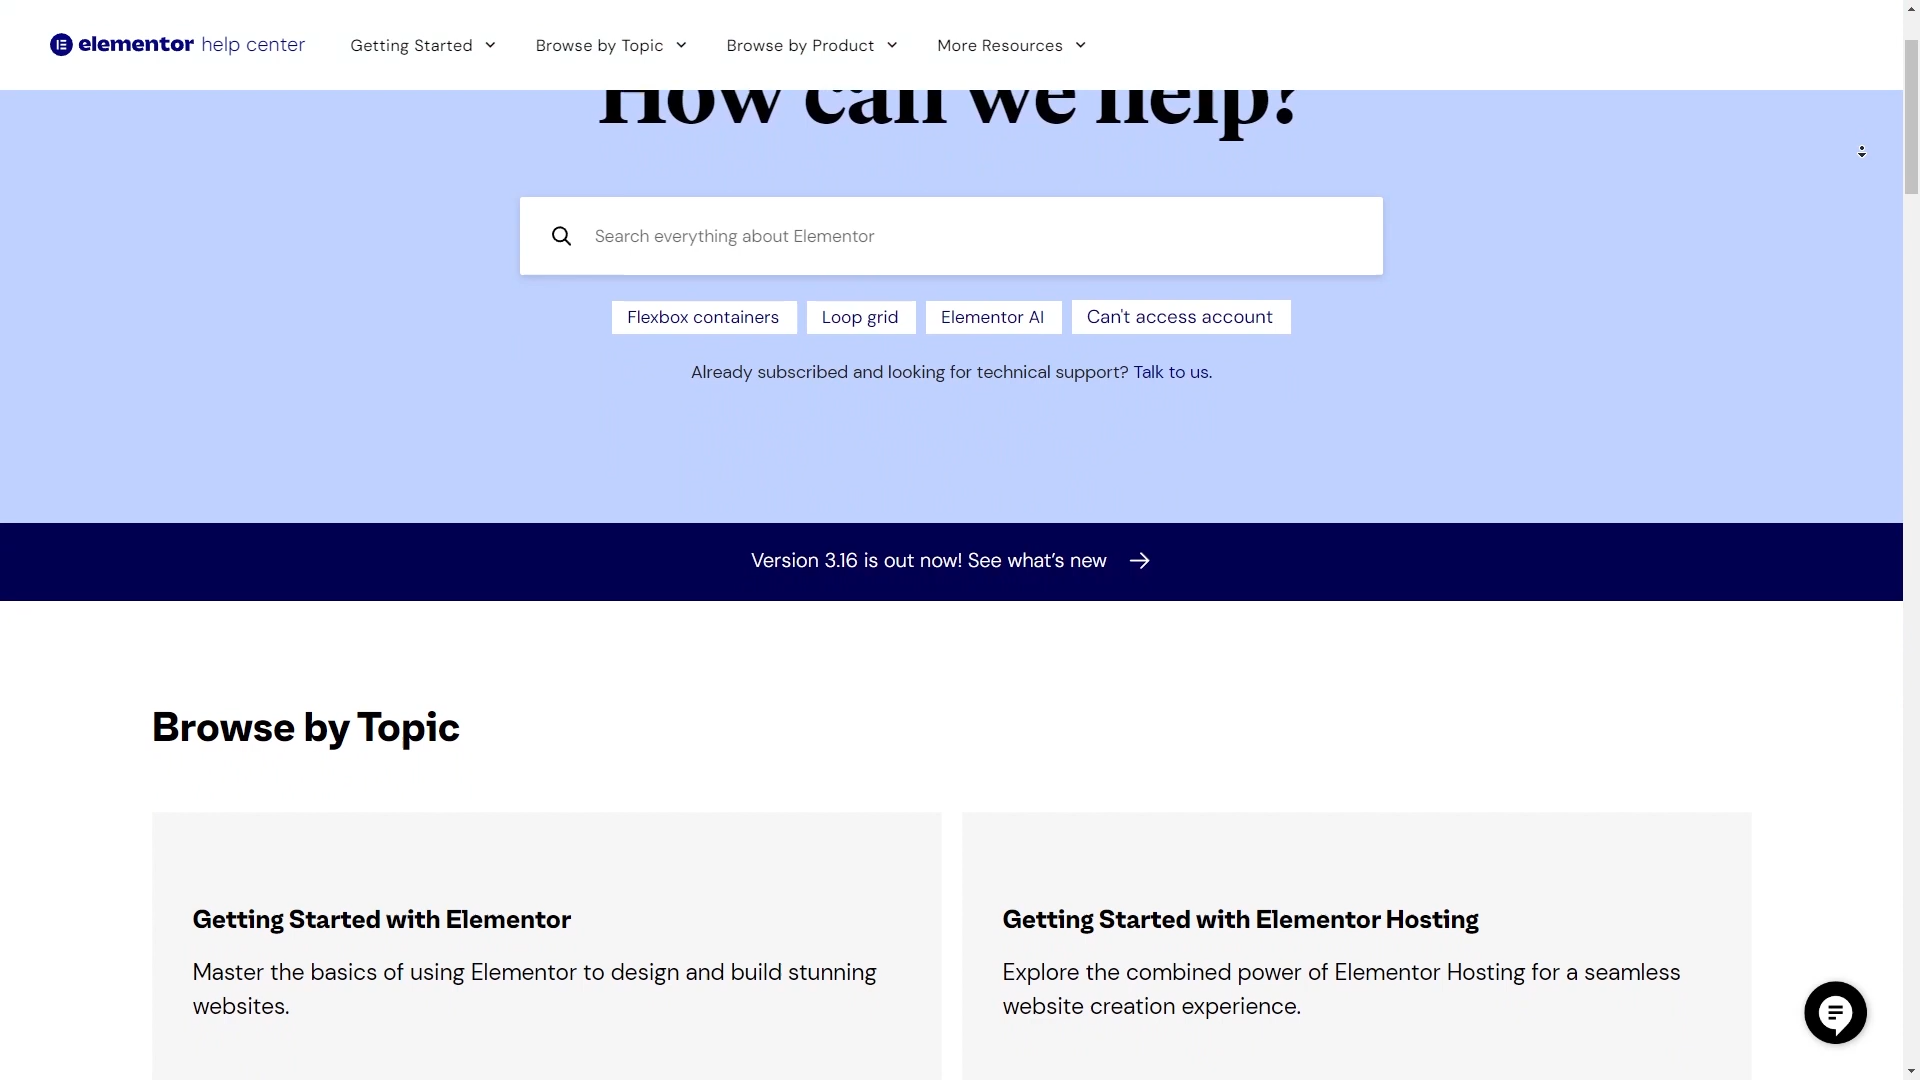 elementor help center
Getting Started
Browse by Topic
Browse by Product
More Resources
How can we help?
Search everything about Elementor
Flexbox containers
Loop grid
Elementor AI
Can't access account
Already subscribed and looking for technical support? Talk to us.
Version 3.16 is out now! See what’s new
Browse by Topic
Getting Started with Elementor
Master the basics of using Elementor to design and build stunning
websites.
Getting Started with Elementor Hosting
Explore the combined power of Elementor Hosting for a seamless
website creation experience.